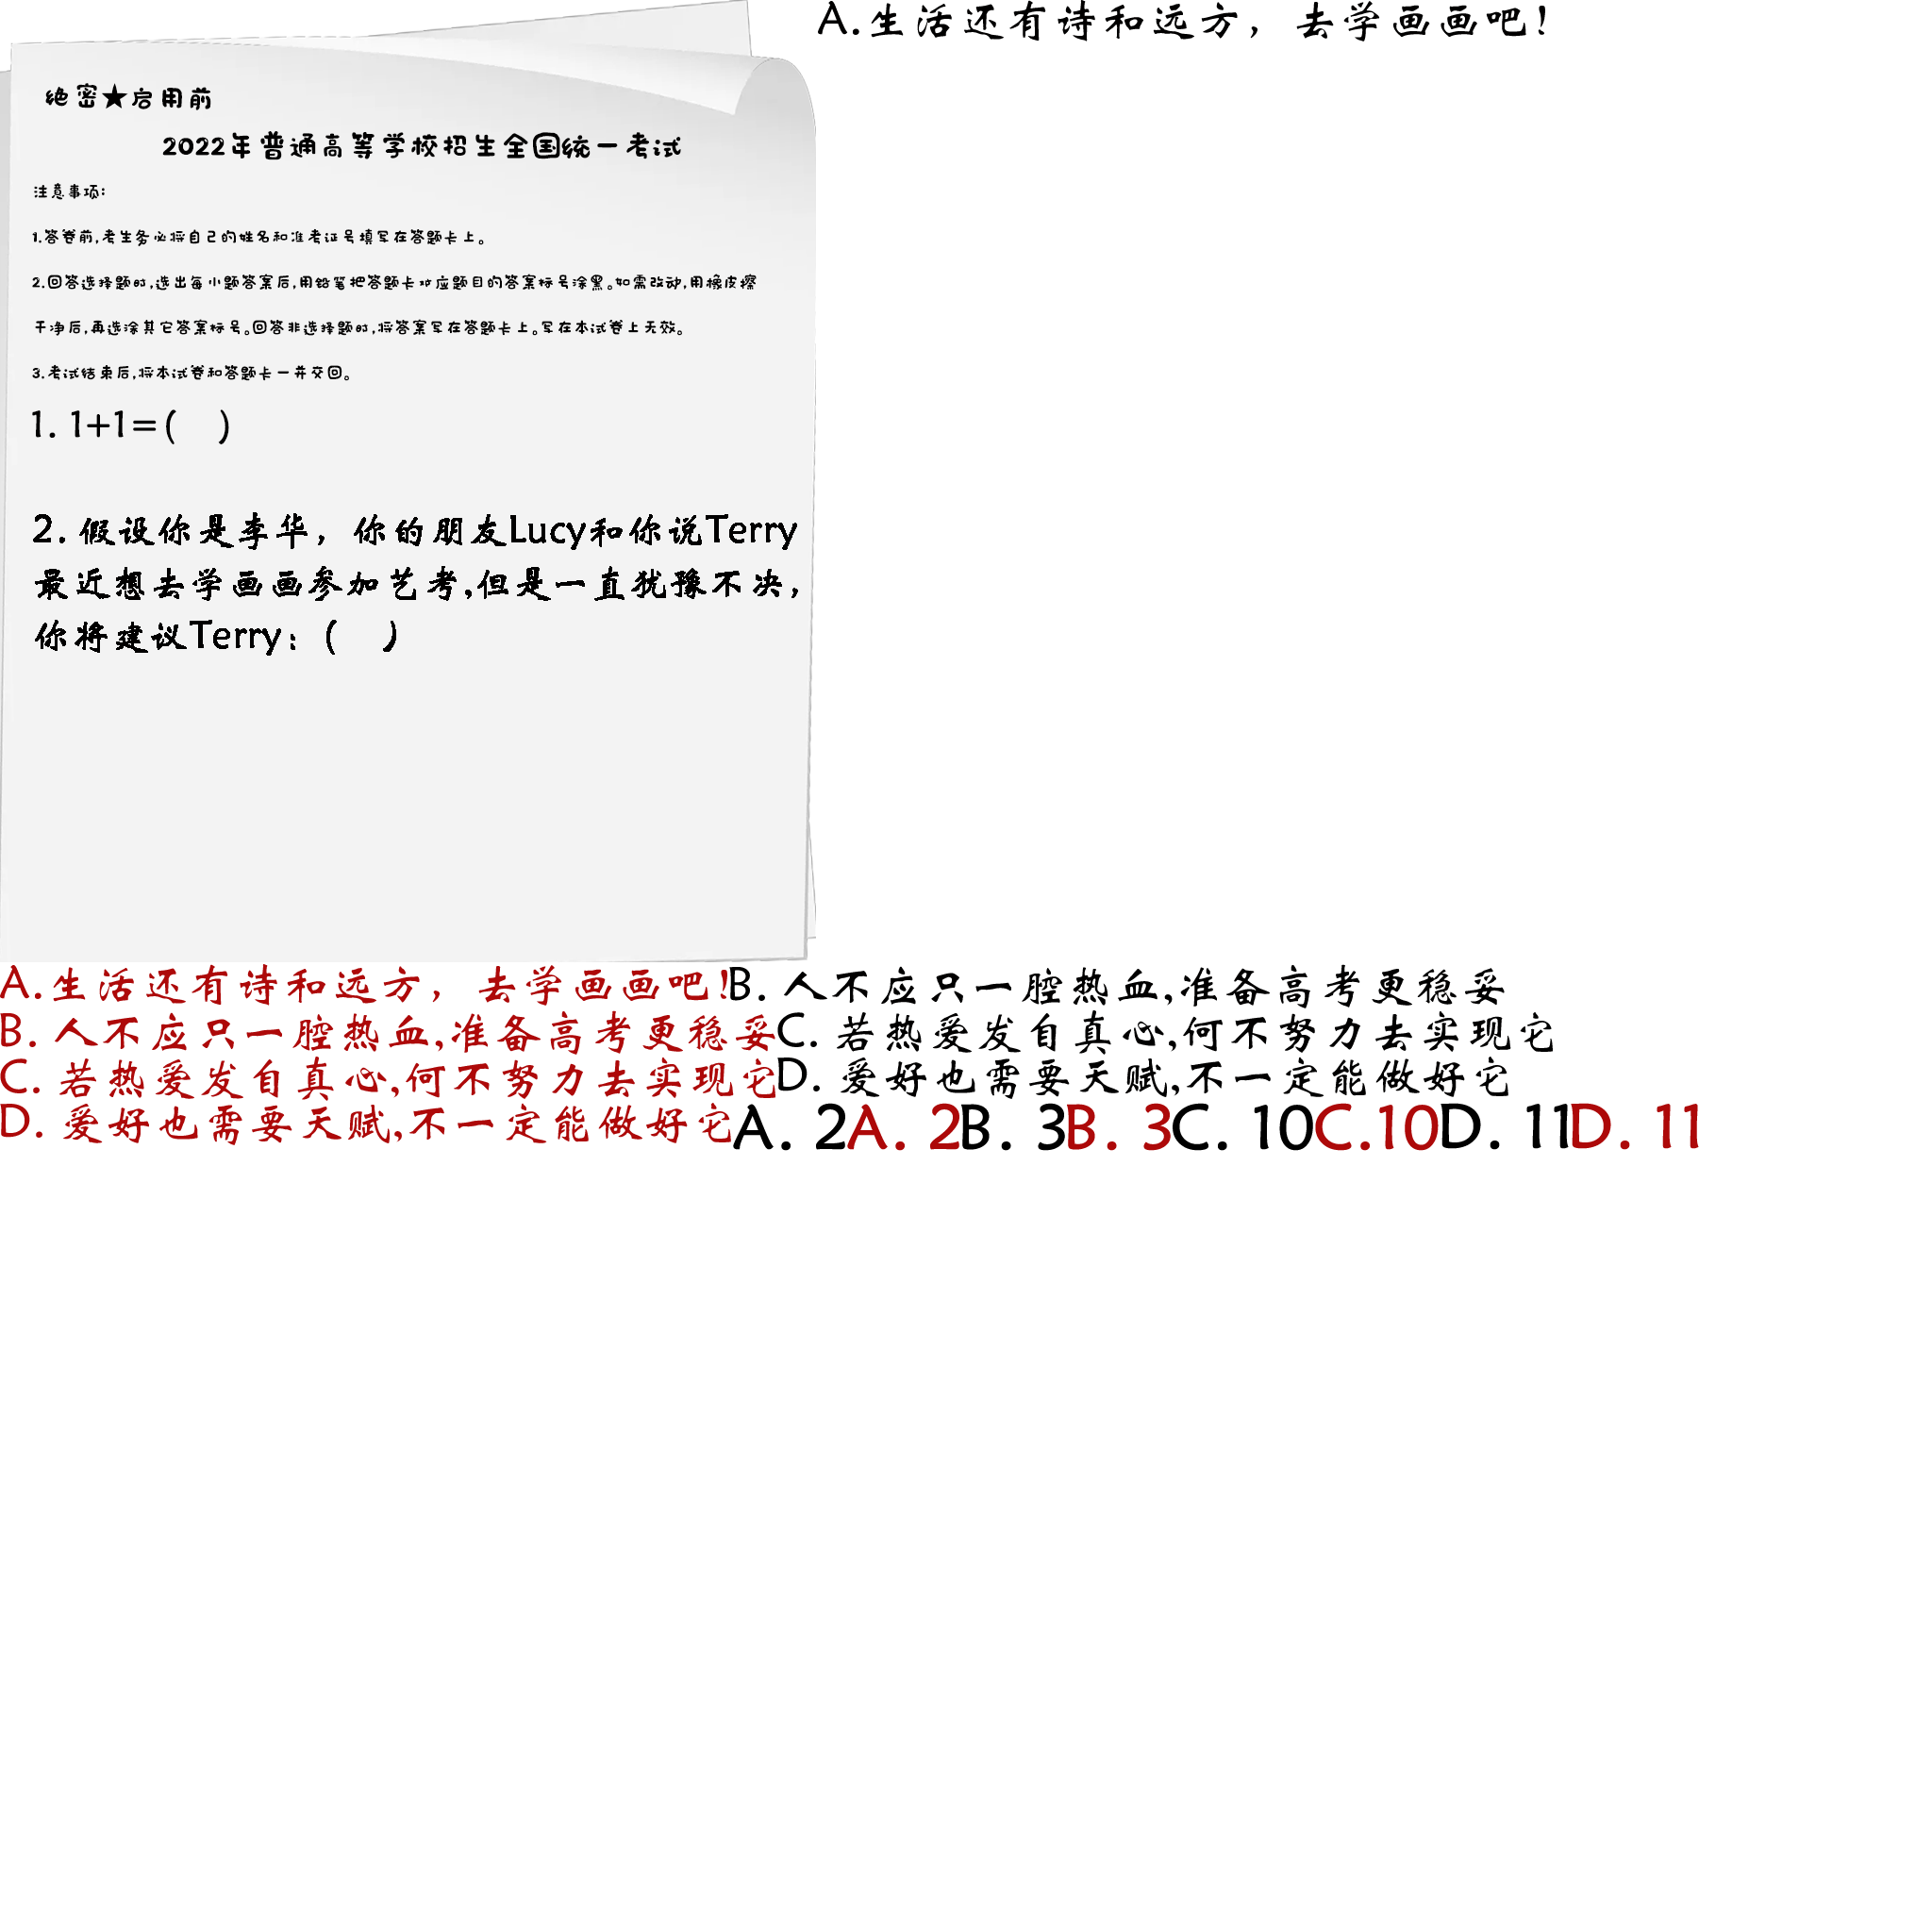 A.生活还有诗和远方，去学画画吧！
绝密★启用前
2022年普通高等学校招生全国统一考试
注意事项:
1.答卷前,考生务必将自己的姓名和准考证号填写在答题卡上。
2.回答选择题时,选出每小题答案后,用铅笔把答题卡对应题目的答案标号涂黑。如需改动,用橡皮擦
干净后,再选涂其它答案标号。回答非选择题时,将答案写在答题卡上。写在本试卷上无效。
3.考试结束后,将本试卷和答题卡一并交回。
1. 1+1=(    )
2. 假设你是李华，你的朋友Lucy和你说Terry
最近想去学画画参加艺考,但是一直犹豫不决,
你将建议Terry：(    )
A.生活还有诗和远方，去学画画吧！B. 人不应只一腔热血,准备高考更稳妥
B. 人不应只一腔热血,准备高考更稳妥C. 若热爱发自真心,何不努力去实现它
C. 若热爱发自真心,何不努力去实现它D. 爱好也需要天赋,不一定能做好它
D. 爱好也需要天赋,不一定能做好它A. 2A. 2B. 3B. 3C. 10C.10D. 11D. 11